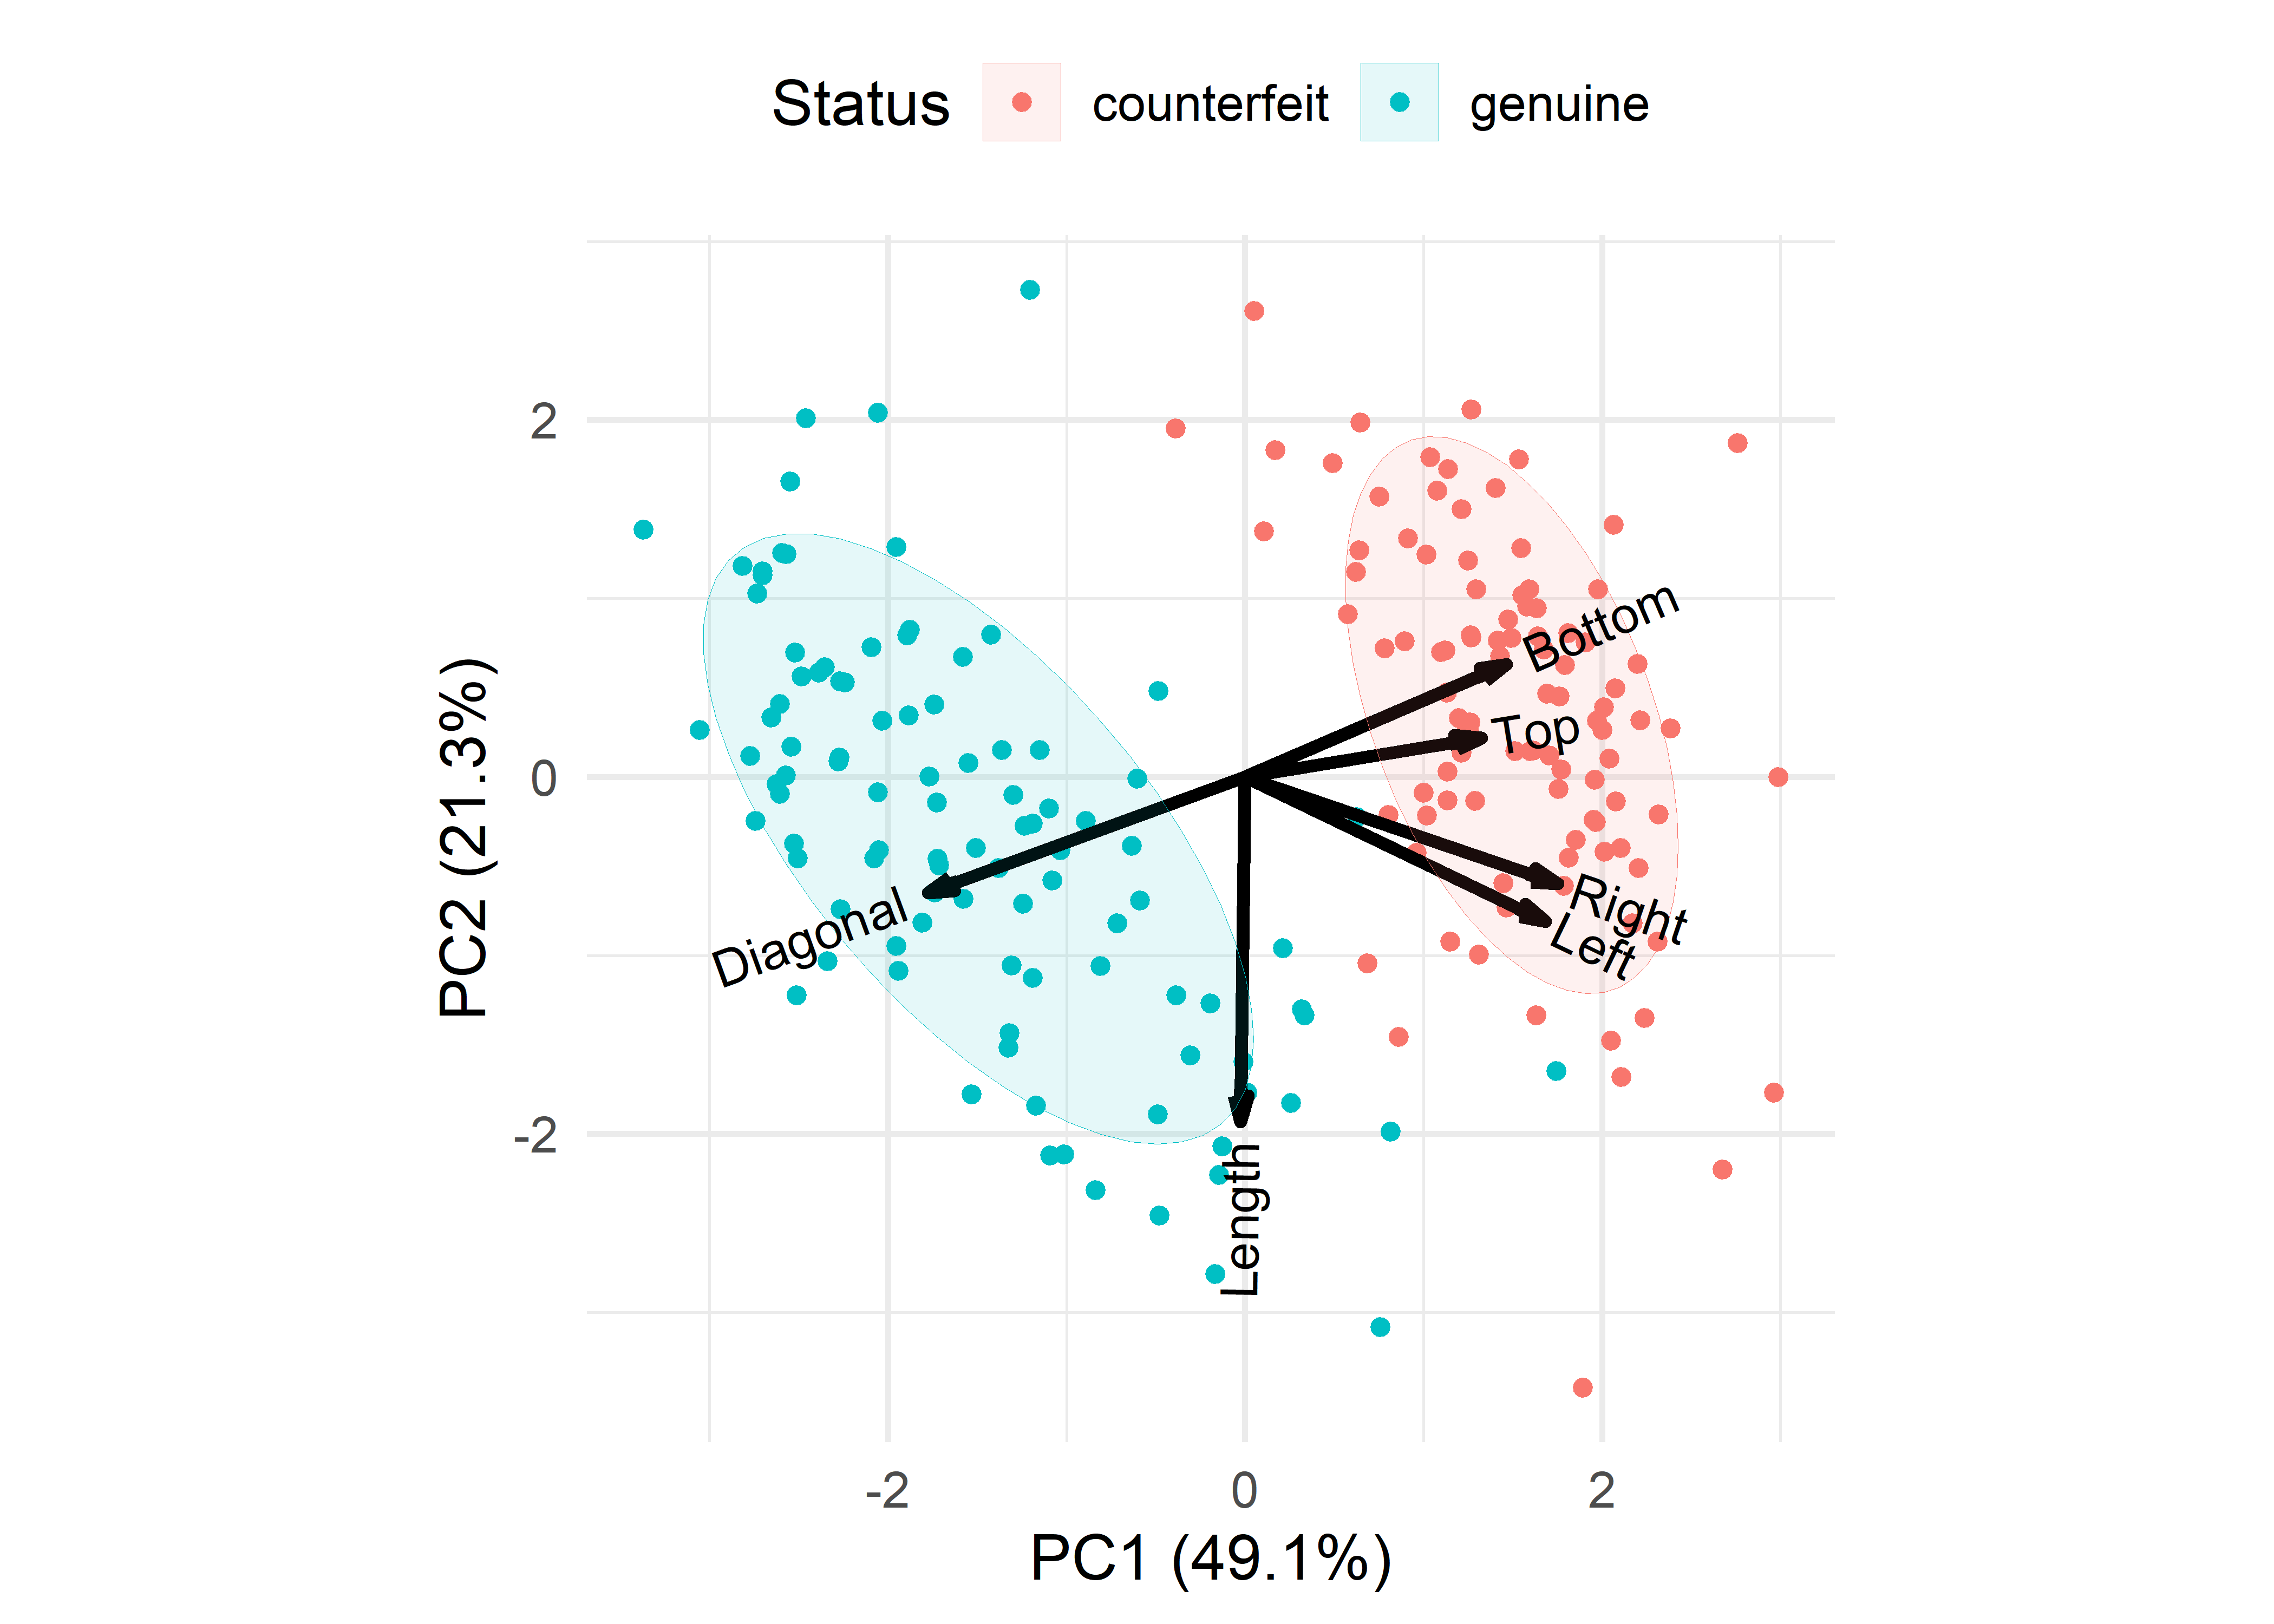 Status counterfeit genuine
PC2 (21.3%)
2
0
-2
Bottom
Top
Right
Left
Diagonal
Length
-2 0 2
PC1 (49.1%)